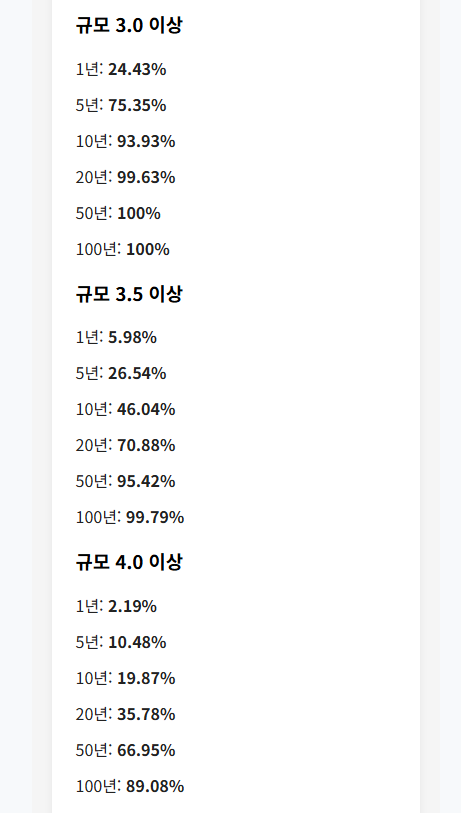 규모 3.0 이상
1년: 24.43%
5년: 75.35%
10년: 93.93%
20년: 99.63%
50년: 100%
100년: 100%
규모 3.5 이상
1년: 5.98%
5년: 26.54%
10년: 46.04%
20년: 70.88%
50년: 95.42%
100년: 99.79%
규모 4.0 이상
1년: 2.19%
5년: 10.48%
10년: 19.87%
20년: 35.78%
50년: 66.95%
100년: 89.08%